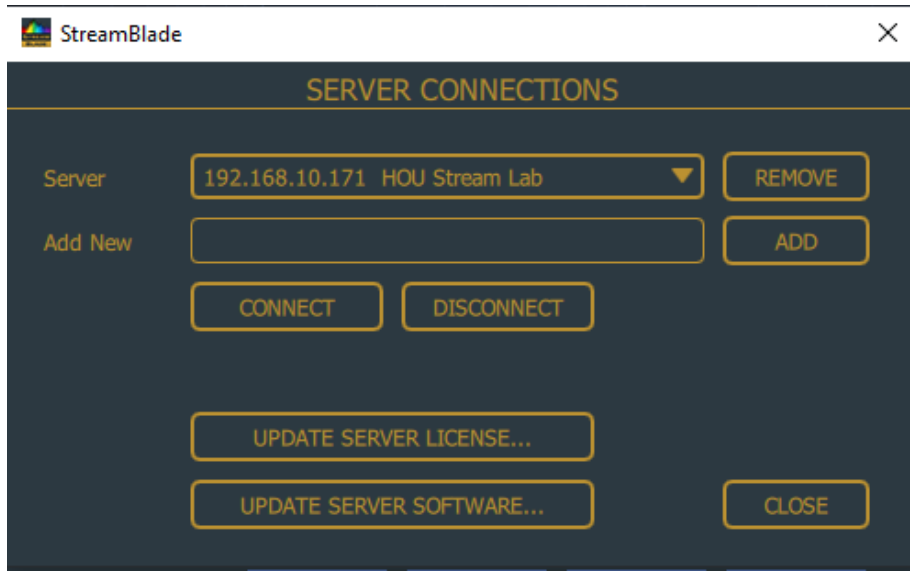 StreamBlade
SERVER CONNECTIONS
Server 192.168.10.171 HOU Stream Lab REMOVE
Add New ADD
CONNECT DISCONNECT
UPDATE SERVER LICENSE...
UPDATE SERVER SOFTWARE... CLOSE